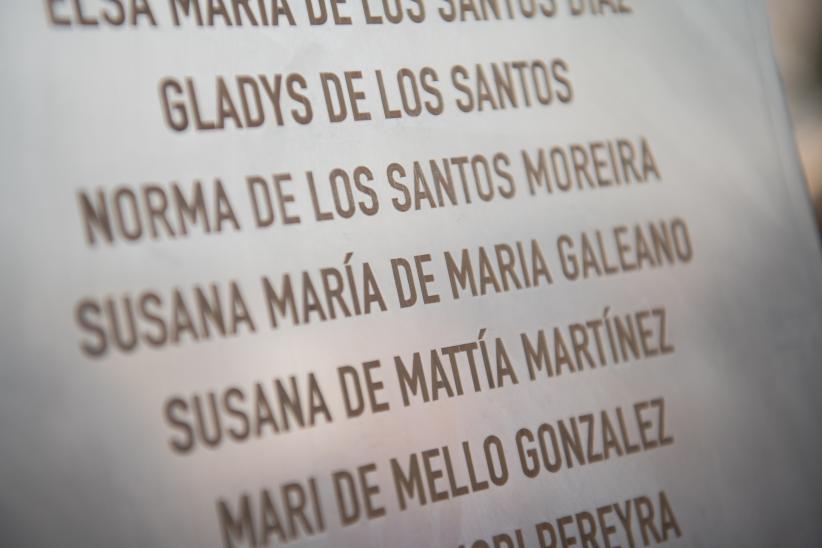 ELSA MARÍA DE LOS SANTOS DÍAZ
GLADYS DE LOS SANTOS
NORMA DE LOS SANTOS MOREIRA
SUSANA MARÍA DE MARIA GALEANO
SUSANA DE MATTÍA MARTÍNEZ
MARI DE MELLO GONZALEZ
PEREYRA